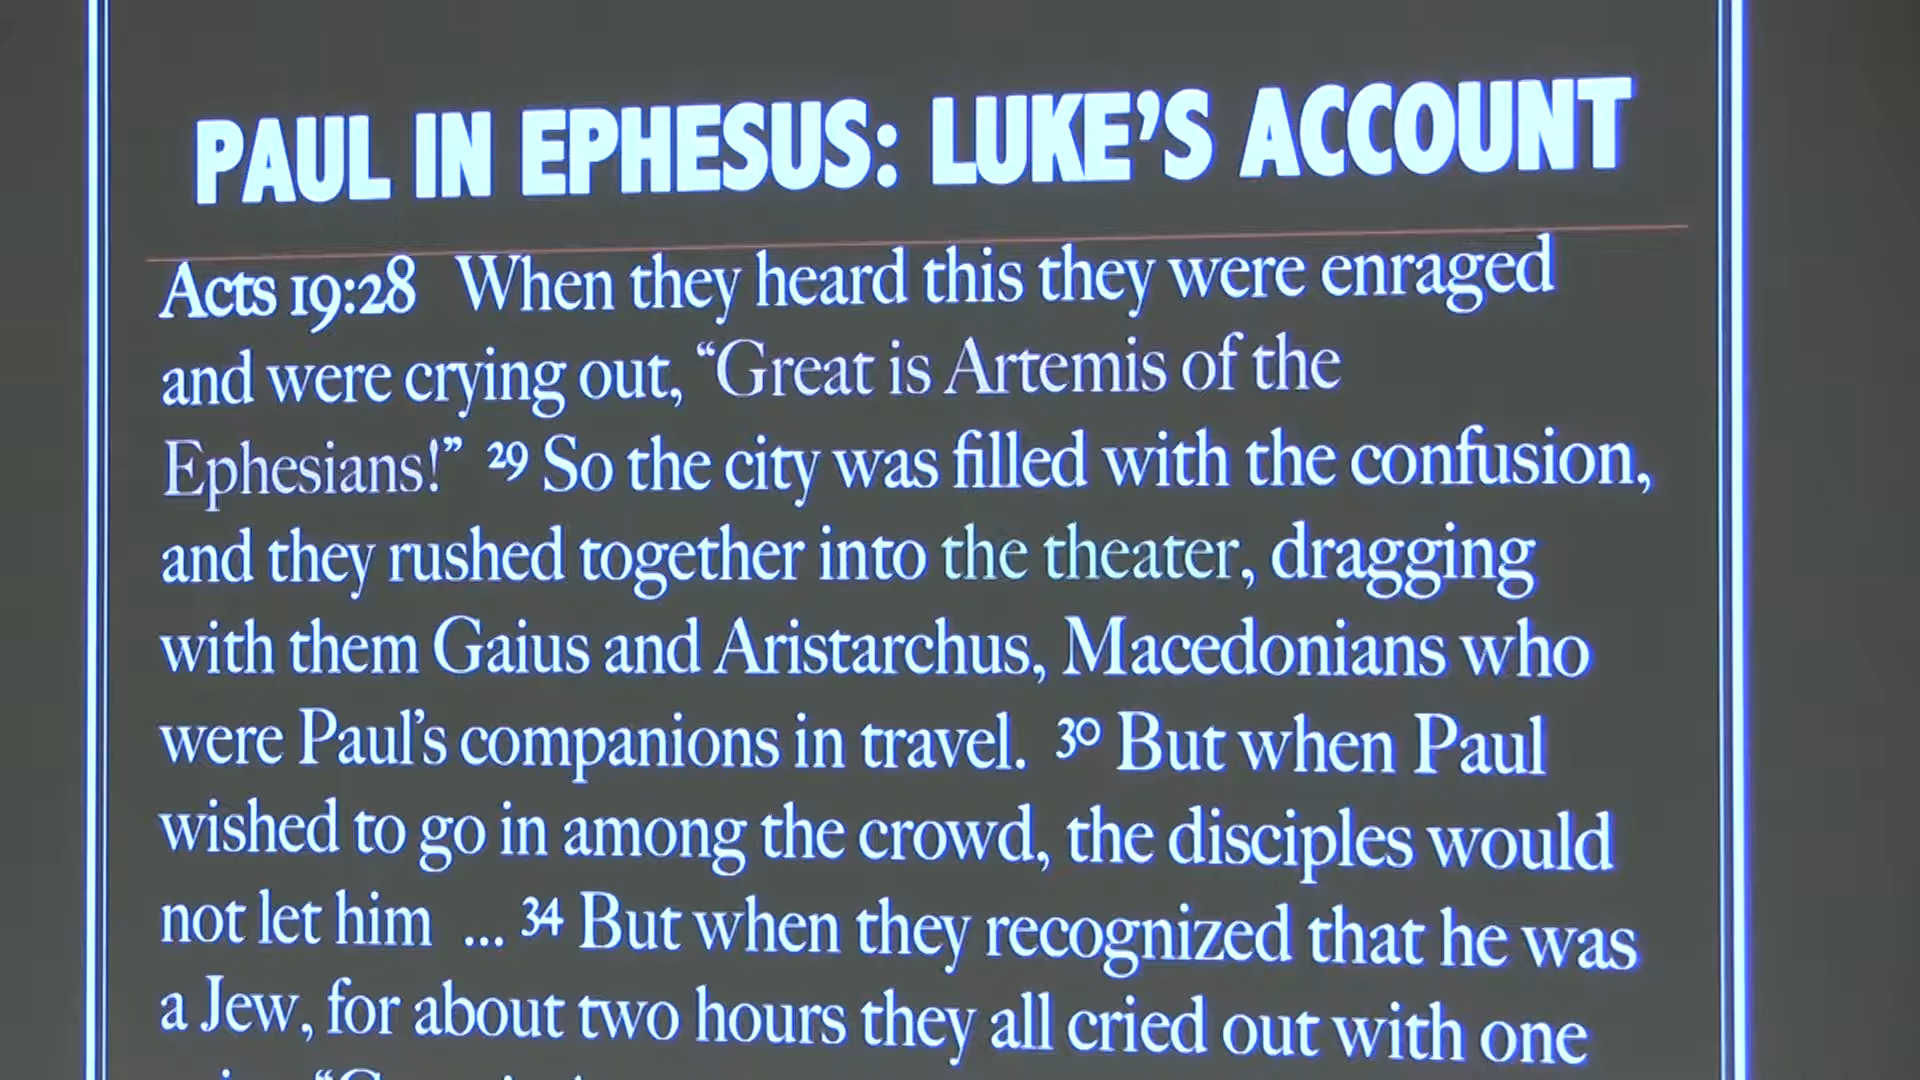 PAUL IN EPHESUS: LUKE’S ACCOUNT
Acts 19:28 When they heard this they were enraged
and were crying out, “Great is Artemis of the
Ephesians!” 29 So the city was filled with the confusion,
and they rushed together into the theater, dragging
with them Gaius and Aristarchus, Macedonians who
were Paul’s companions in travel. 30 But when Paul
wished to go in among the crowd, the disciples would
not let him ... 34 But when they recognized that he was
a Jew, for about two hours they all cried out with one